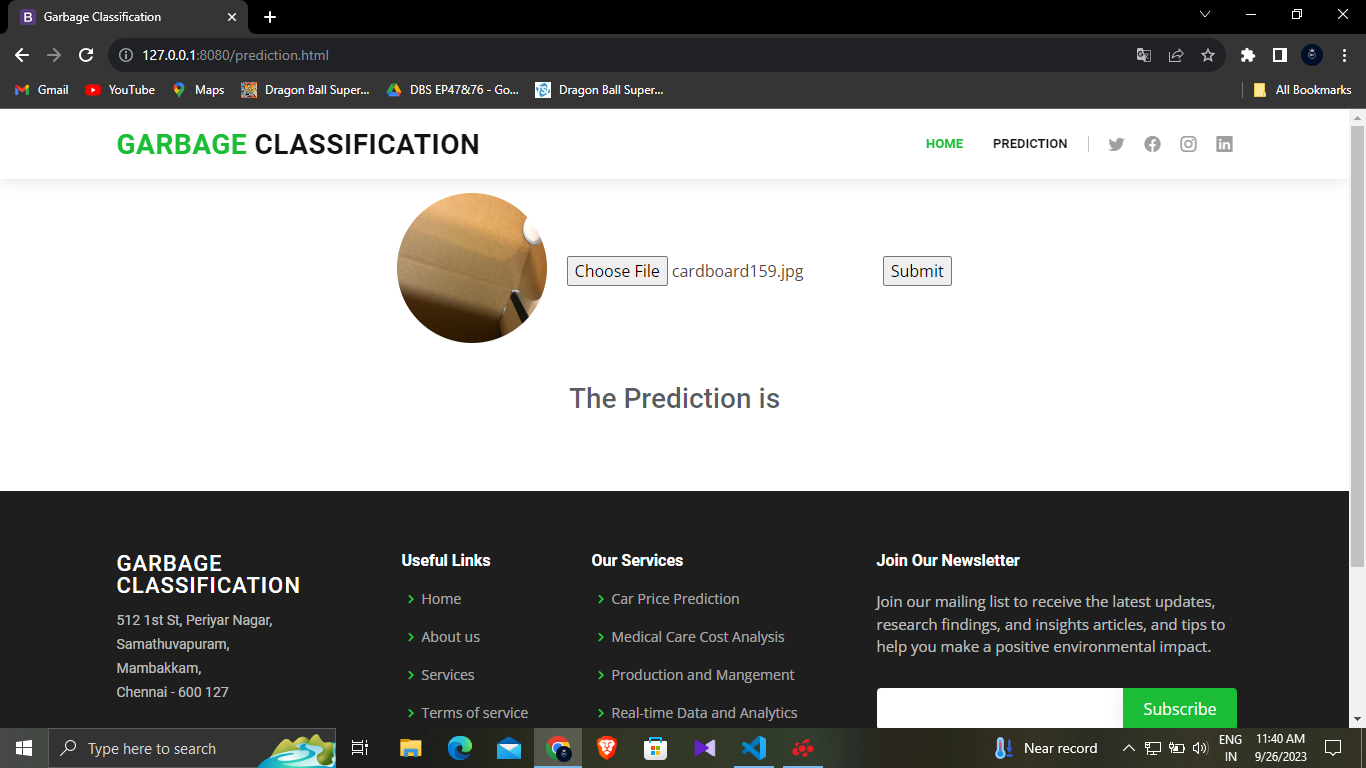 Garbage Classification
127.0.0.1:8080/prediction.html
Gmail YouTube Maps Dragon Ball Super... DBS EP47&76 - Go... Dragon Ball Super... All Bookmarks
GARBAGE CLASSIFICATION HOME PREDICTION
Choose File cardboard159.jpg Submit
The Prediction is
GARBAGE
CLASSIFICATION
512 1st St, Periyar Nagar,
Samathuvapuram,
Mambakkam,
Chennai - 600 127
Useful Links
Home
About us
Services
Terms of service
Our Services
Car Price Prediction
Medical Care Cost Analysis
Production and Mangement
Real-time Data and Analytics
Join Our Newsletter
Join our mailing list to receive the latest updates,
research findings, and insights articles, and tips to
help you make a positive environmental impact.
Subscribe
Type here to search
Near record
ENG
IN
11:40 AM
9/26/2023